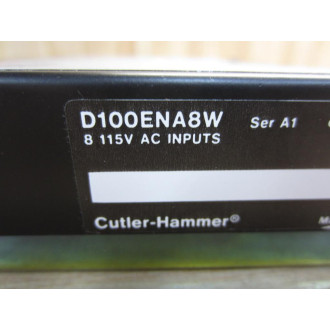 D100ENA8W Ser A1
8 115V AC INPUTS
Cutler-Hammer®